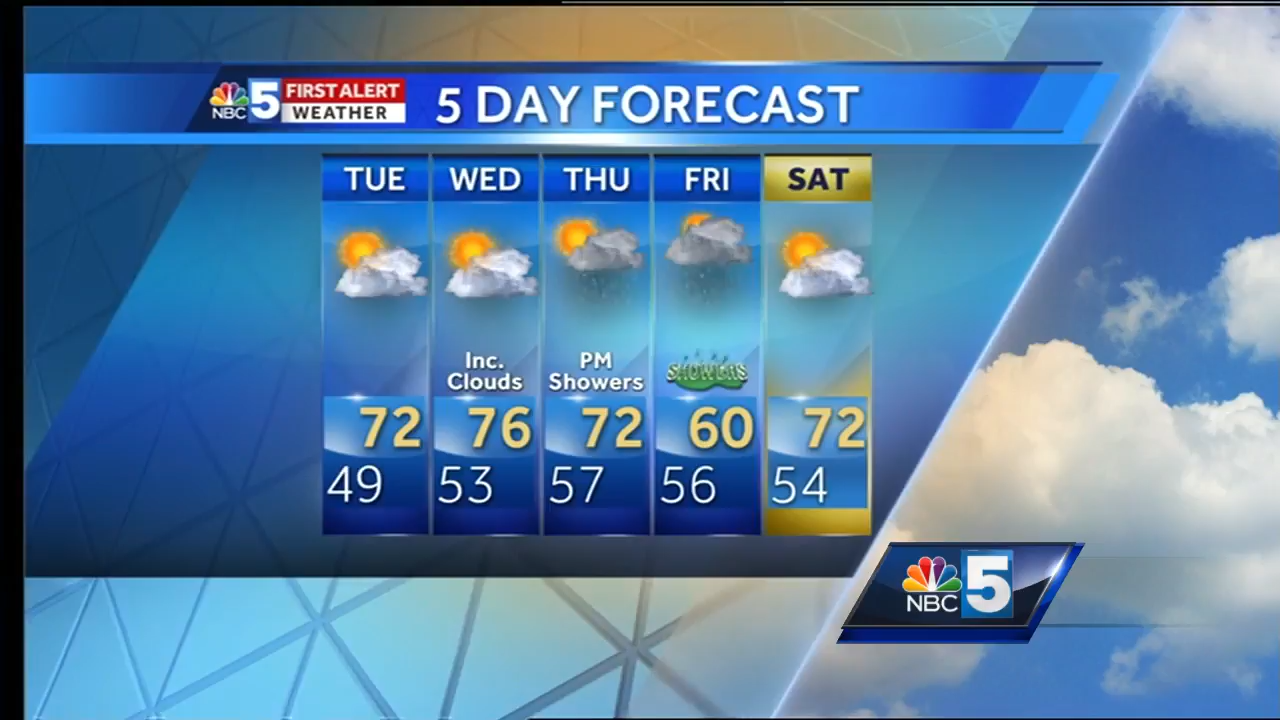 NBC 5 FIRST ALERT WEATHER
5 DAY FORECAST
TUE WED THU FRI SAT
Inc. Clouds
PM Showers
SHOWERS
72 76 72 60 72
49 53 57 56 54
NBC 5